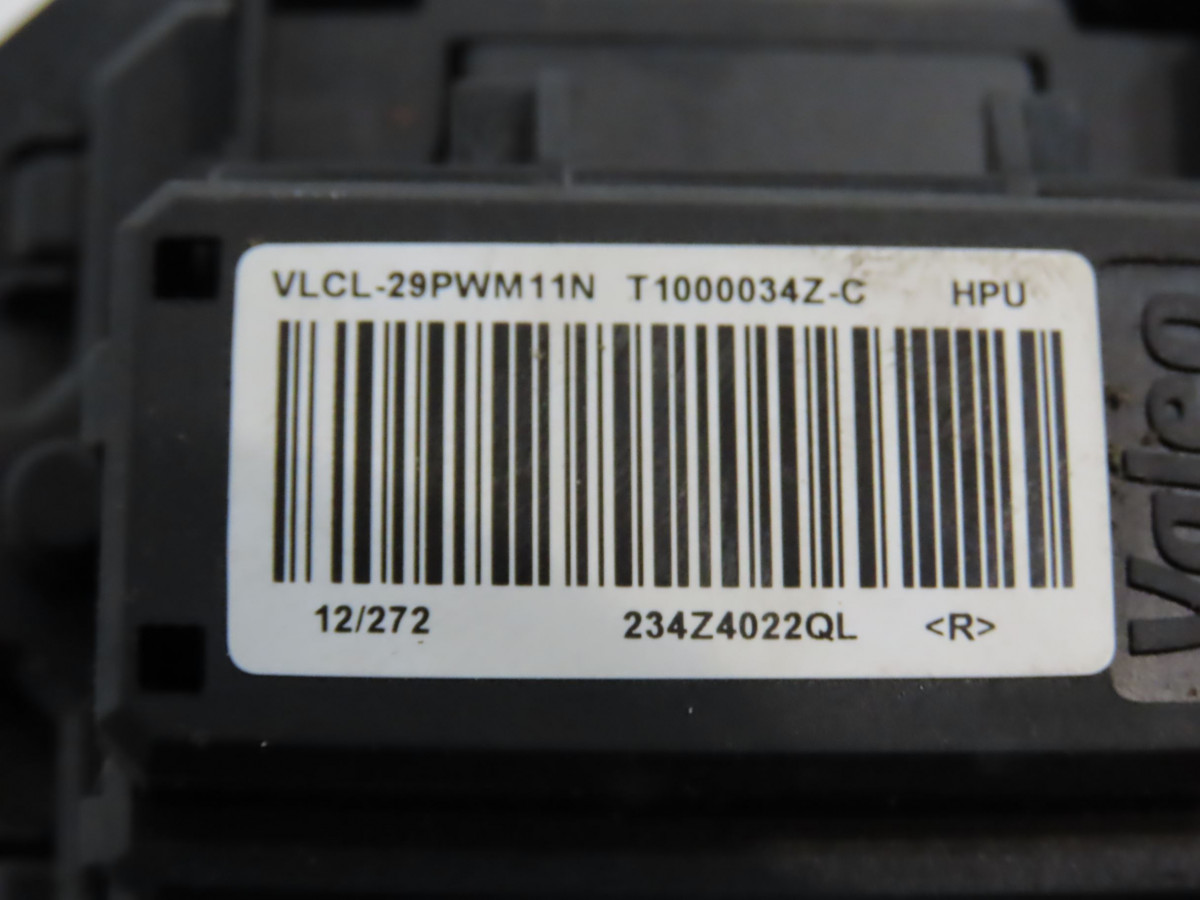 VLCL-29PWM11N T1000034Z-C HPU
12/272 234Z4022QL <R>
Valeo